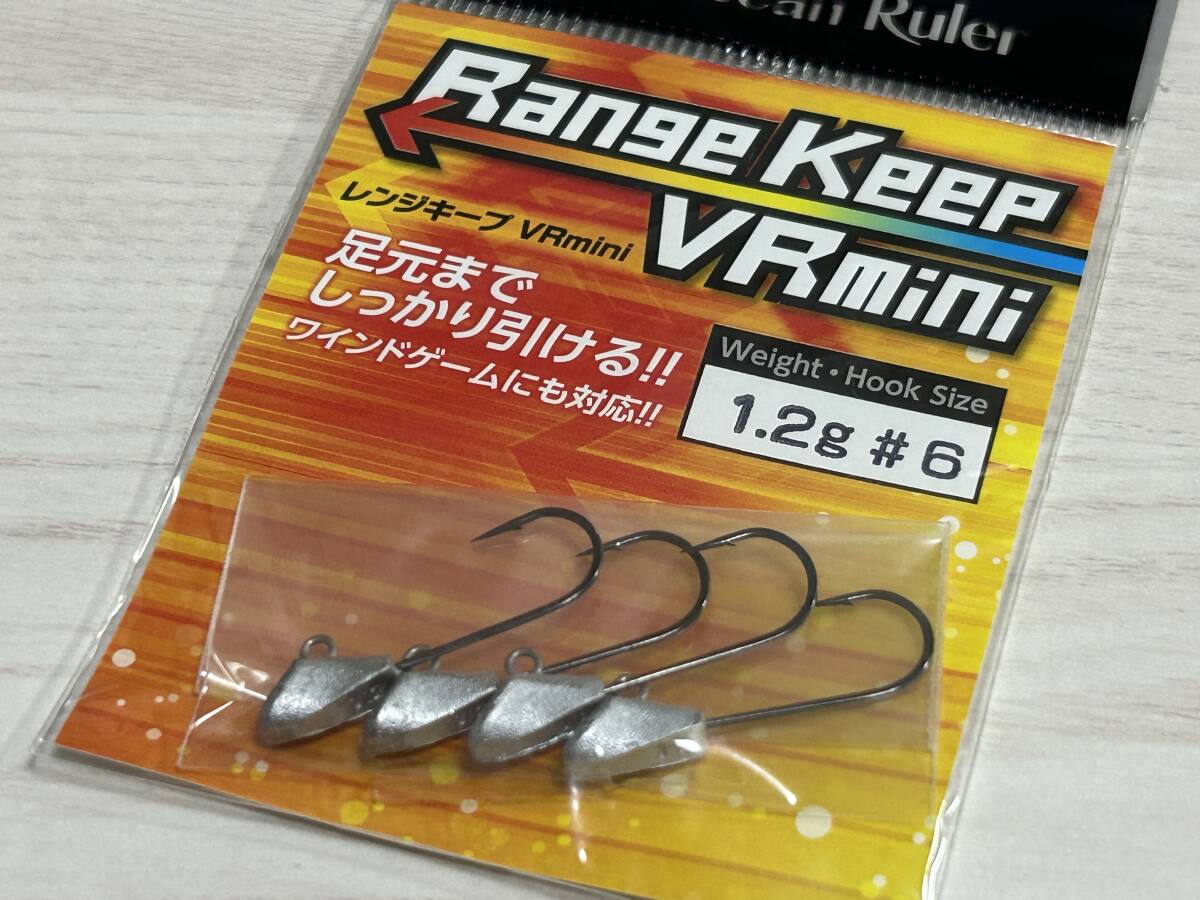 Ruler
Range Keep
VRmini
レンジキープ VRmini
足元まで
しっかり引ける!!
ワインドゲームにも対応!!
Weight・Hook Size
1.2g #6